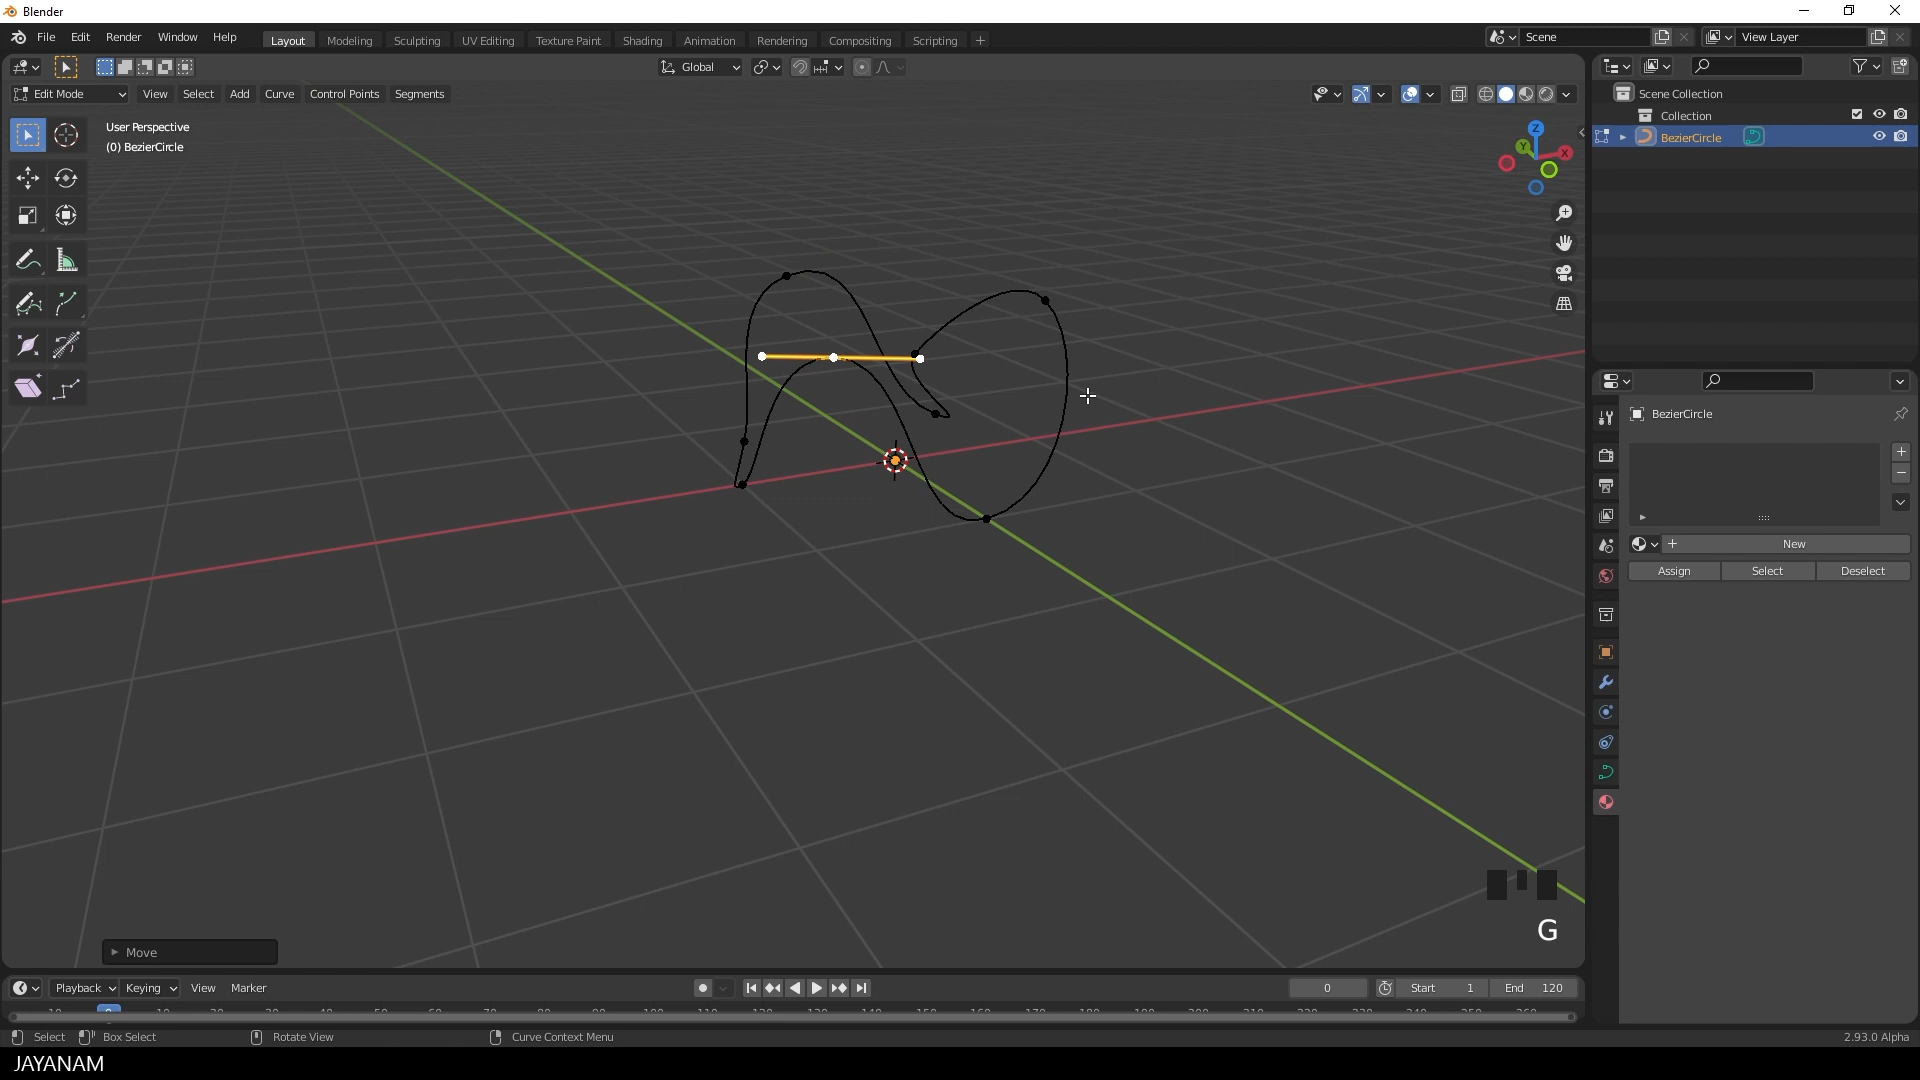 Blender
File Edit Render Window Help Layout Modeling Sculpting UV Editing Texture Paint Shading Animation Rendering Compositing Scripting + Scene View Layer
Global
Edit Mode View Select Add Curve Control Points Segments
Scene Collection
Collection
BezierCircle
User Perspective
(0) BezierCircle
Z
Y
X
BezierCircle
+ New
Assign Select Deselect
G
Move
Playback Keying View Marker 0 Start 1 End 120
Select Box Select Rotate View Curve Context Menu 2.93.0 Alpha
JAYANAM